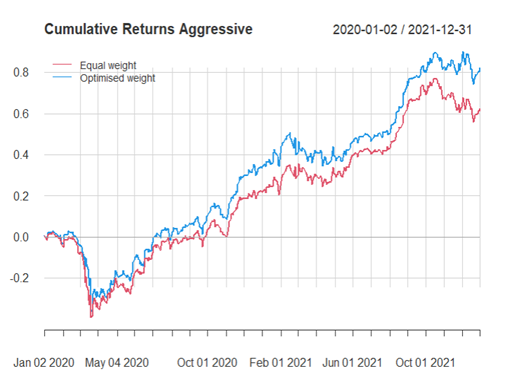 Cumulative Returns Aggressive 2020-01-02 / 2021-12-31
Equal weight
Optimised weight
0.8
0.6
0.4
0.2
0.0
-0.2
Jan 02 2020 May 04 2020 Oct 01 2020 Feb 01 2021 Jun 01 2021 Oct 01 2021